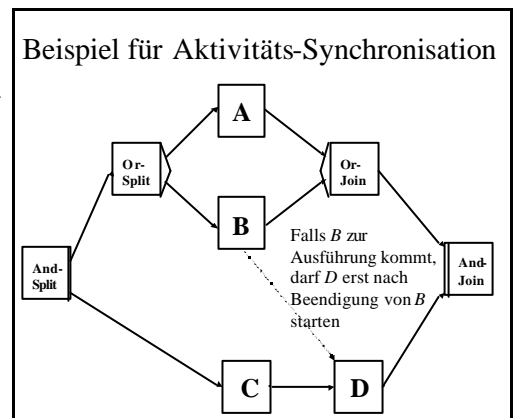 Beispiel für Aktivitäts-Synchronisation
A
Or-
Split
Or-
Join
B
Falls B zur
Ausführung kommt,
darf D erst nach
Beendigung von B
starten
And-
Split
And-
Join
C
D